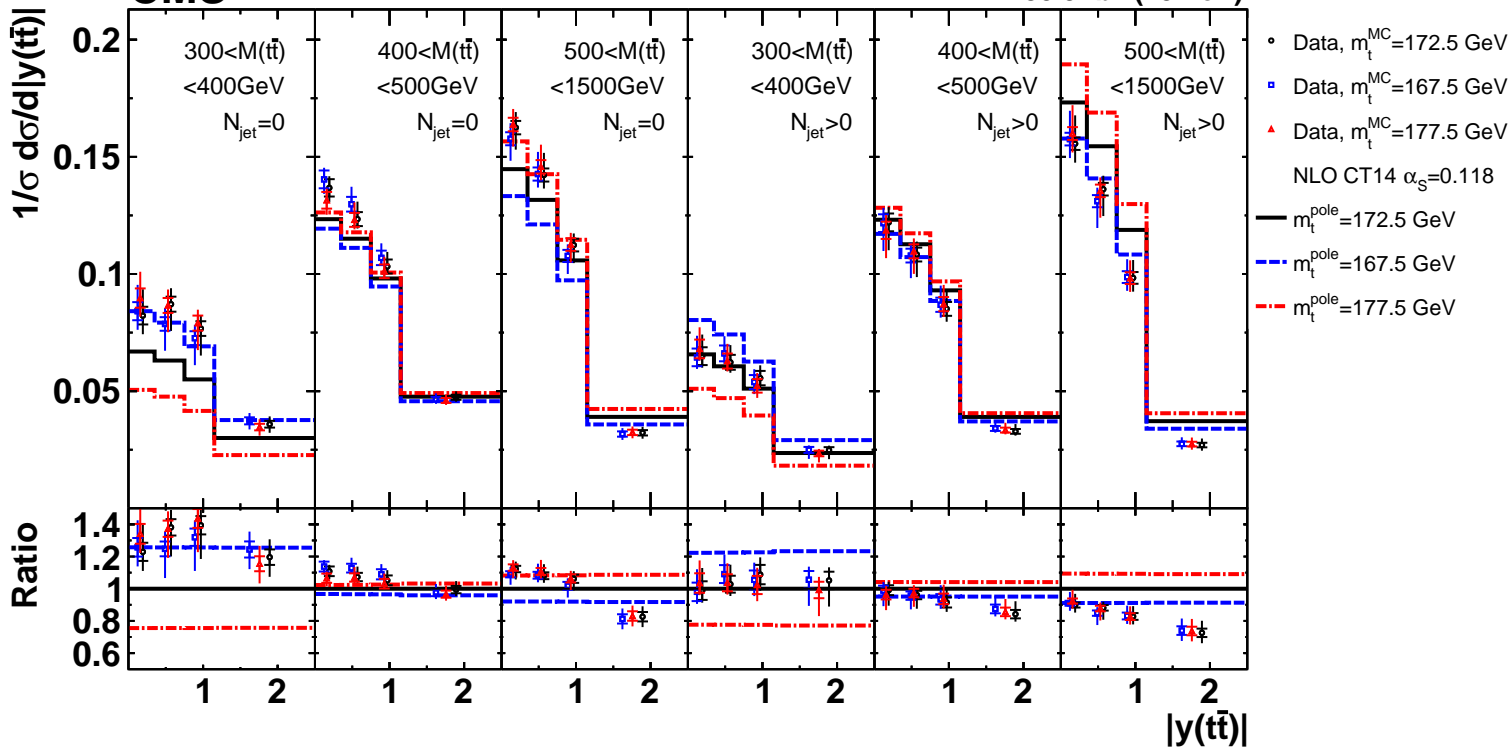 1/σ dσ/d|y(tt̄)|
0.2
0.15
0.1
0.05
300<M(tt̄)
<400GeV
N_jet=0
400<M(tt̄)
<500GeV
N_jet=0
500<M(tt̄)
<1500GeV
N_jet=0
300<M(tt̄)
<400GeV
N_jet>0
400<M(tt̄)
<500GeV
N_jet>0
500<M(tt̄)
<1500GeV
N_jet>0
Data, m_t^MC=172.5 GeV
Data, m_t^MC=167.5 GeV
Data, m_t^MC=177.5 GeV
NLO CT14 α_S=0.118
m_t^pole=172.5 GeV
m_t^pole=167.5 GeV
m_t^pole=177.5 GeV
Ratio
1.4
1.2
1
0.8
0.6
1 2 1 2 1 2 1 2 1 2 1 2
|y(tt̄)|